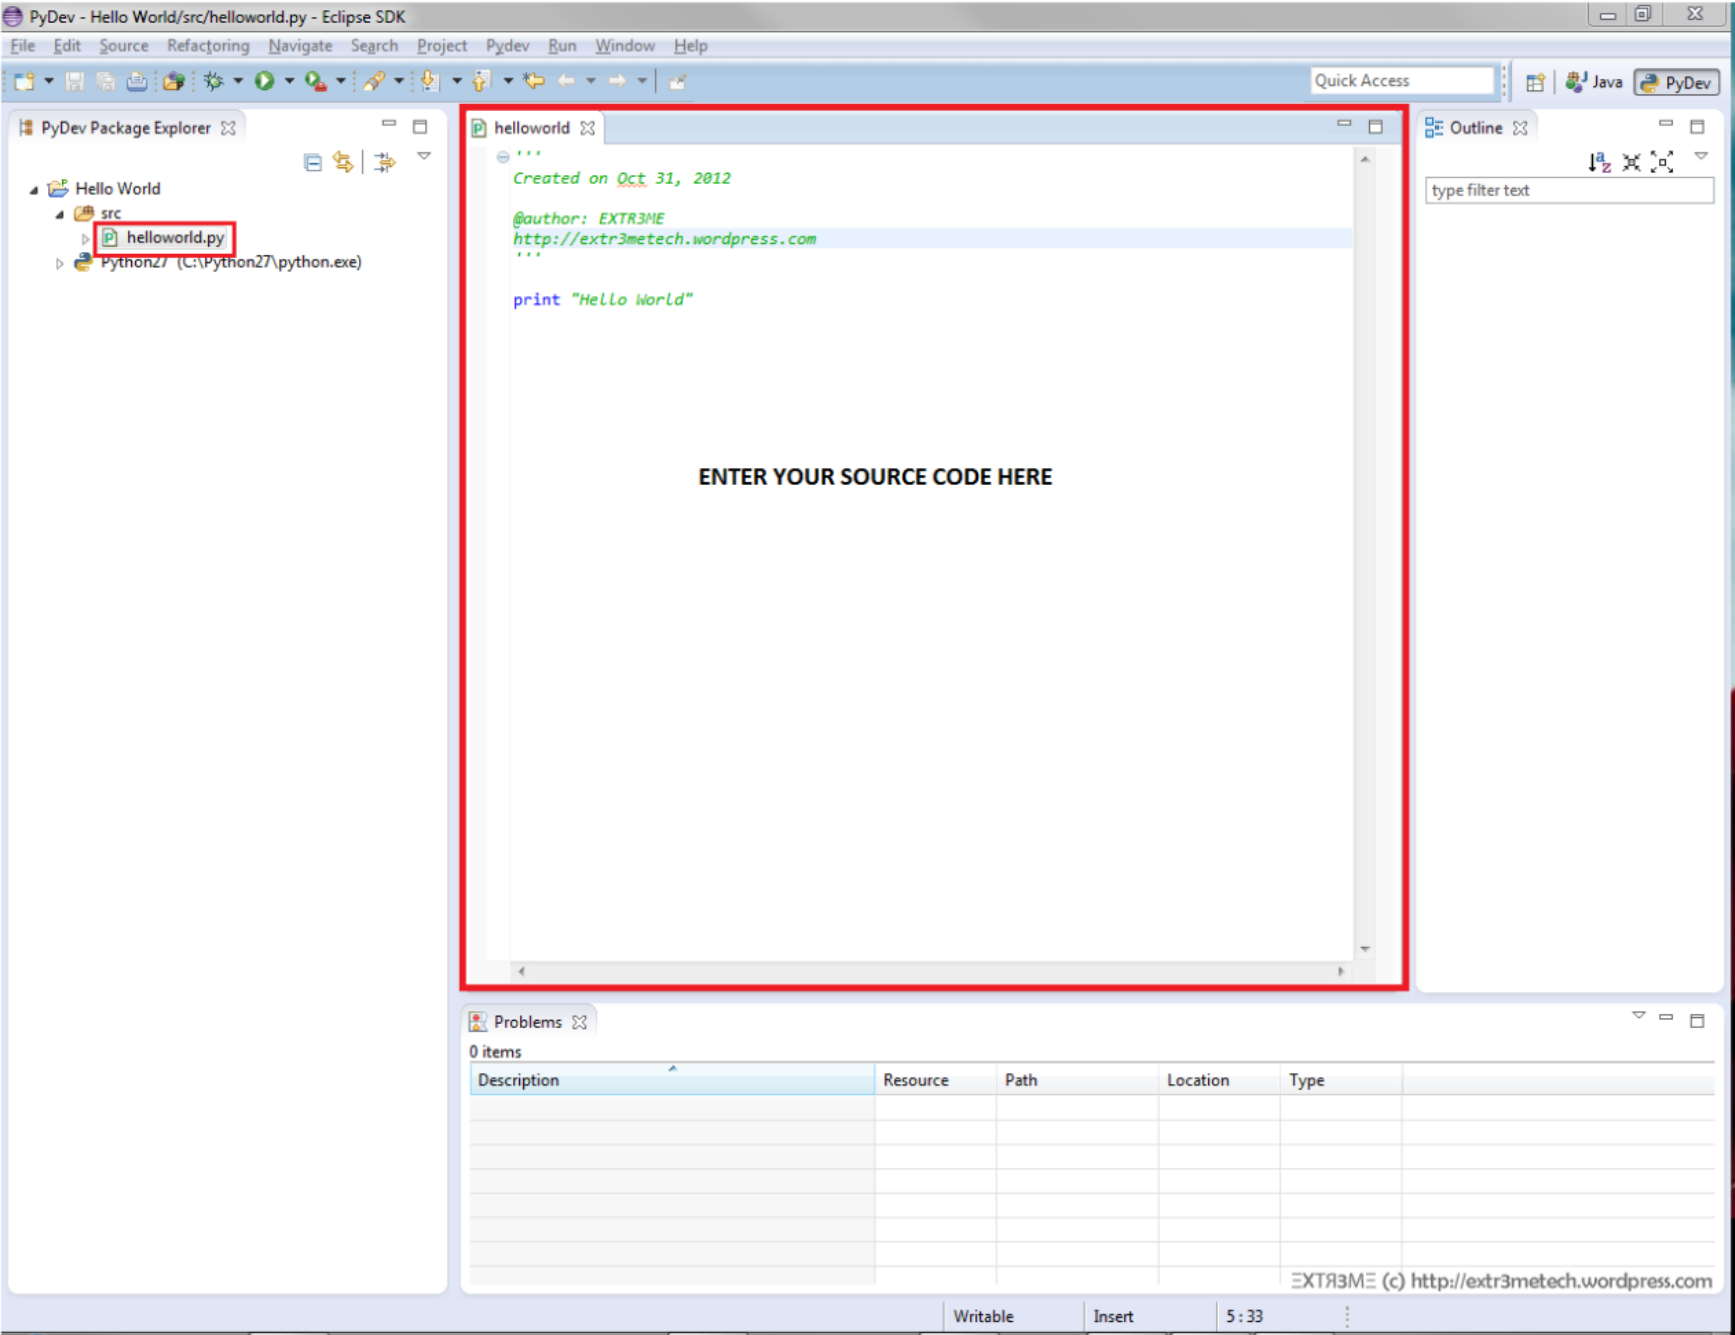 PyDev - Hello World/src/helloworld.py - Eclipse SDK
File Edit Source Refactoring Navigate Search Project Pydev Run Window Help
Quick Access
Java
PyDev
PyDev Package Explorer
Hello World
src
helloworld.py
Python27 (C:\Python27\python.exe)
helloworld
'''
Created on Oct 31, 2012
@author: EXTR3ME
http://extr3metech.wordpress.com
'''
print "Hello World"
ENTER YOUR SOURCE CODE HERE
Outline
type filter text
Problems
0 items
Description Resource Path Location Type
ΞXTЯ3MΞ (c) http://extr3metech.wordpress.com
Writable Insert 5 : 33